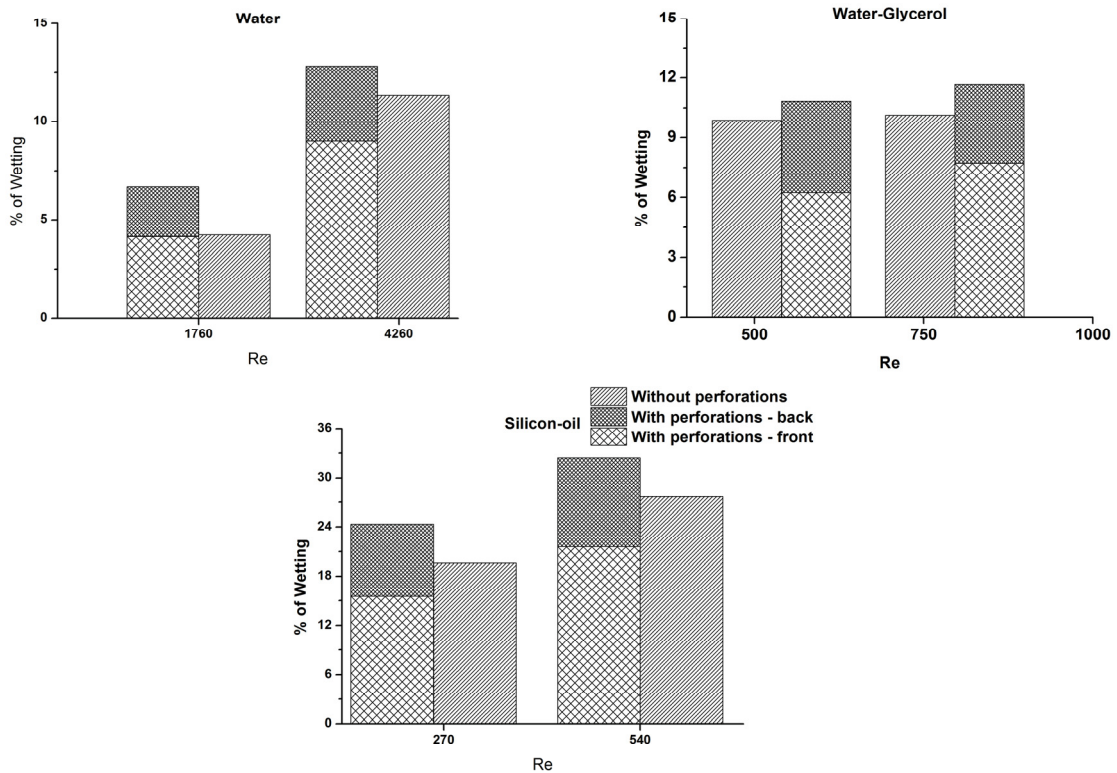 Water
% of Wetting
15
10
5
0
1760
4260
Re
Water-Glycerol
% of Wetting
15
12
9
6
3
0
500
750
1000
Re
Without perforations
With perforations - back
With perforations - front
Silicon-oil
% of Wetting
36
30
24
18
12
6
0
270
540
Re